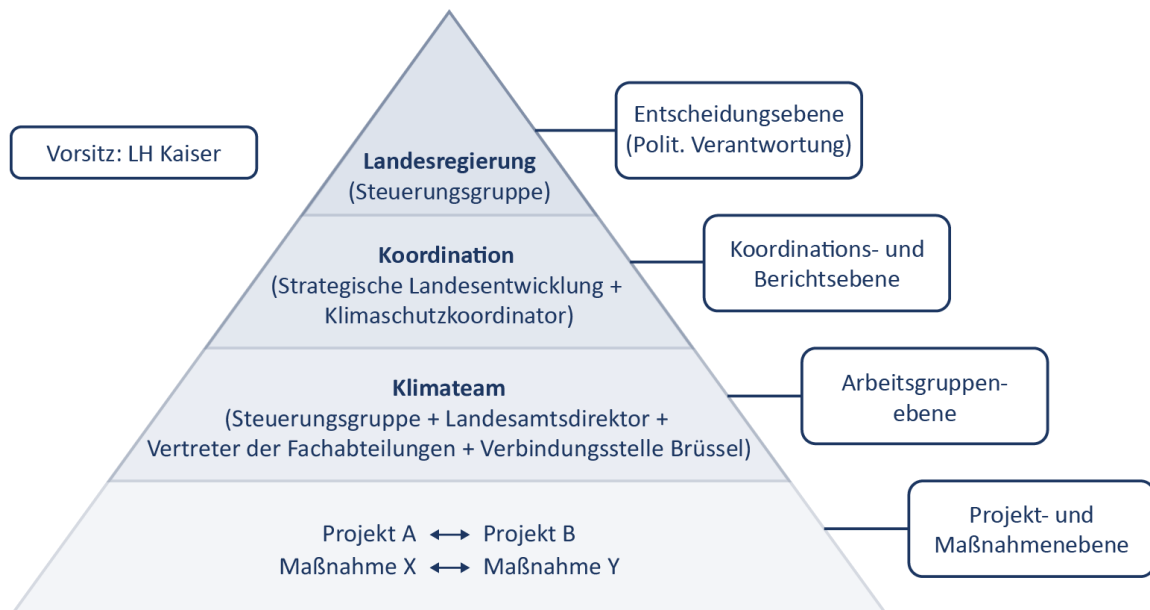 Vorsitz: LH Kaiser
Landesregierung
(Steuerungsgruppe)
Entscheidungsebene
(Polit. Verantwortung)
Koordination
(Strategische Landesentwicklung +
Klimaschutzkoordinator)
Koordinations- und
Berichtsebene
Klimateam
(Steuerungsgruppe + Landesamtsdirektor +
Vertreter der Fachabteilungen + Verbindungsstelle Brüssel)
Arbeitsgruppen-
ebene
Projekt A ↔ Projekt B
Maßnahme X ↔ Maßnahme Y
Projekt- und
Maßnahmenebene